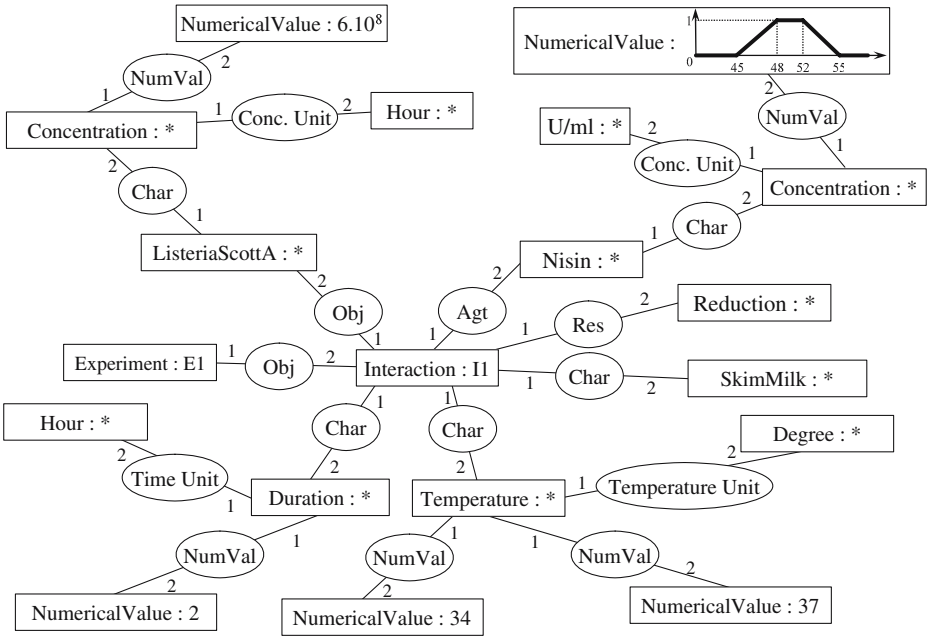 NumericalValue : 6.10⁸
2
NumVal
1
Concentration : *
1
Conc. Unit
2
Hour : *
2
Char
1
ListeriaScottA : *
2
Obj
1
NumericalValue :
1
0
45
48
52
55
2
NumVal
1
U/ml : *
2
Conc. Unit
1
Concentration : *
2
Char
1
Nisin : *
2
Agt
1
1
Res
2
Reduction : *
Experiment : E1
1
Obj
2
Interaction : I1
1
Char
2
SkimMilk : *
Hour : *
2
Time Unit
1
1
Char
2
Duration : *
1
Char
2
Temperature : *
1
Temperature Unit
2
Degree : *
1
NumVal
2
NumericalValue : 2
1
NumVal
2
NumericalValue : 34
1
NumVal
2
NumericalValue : 37